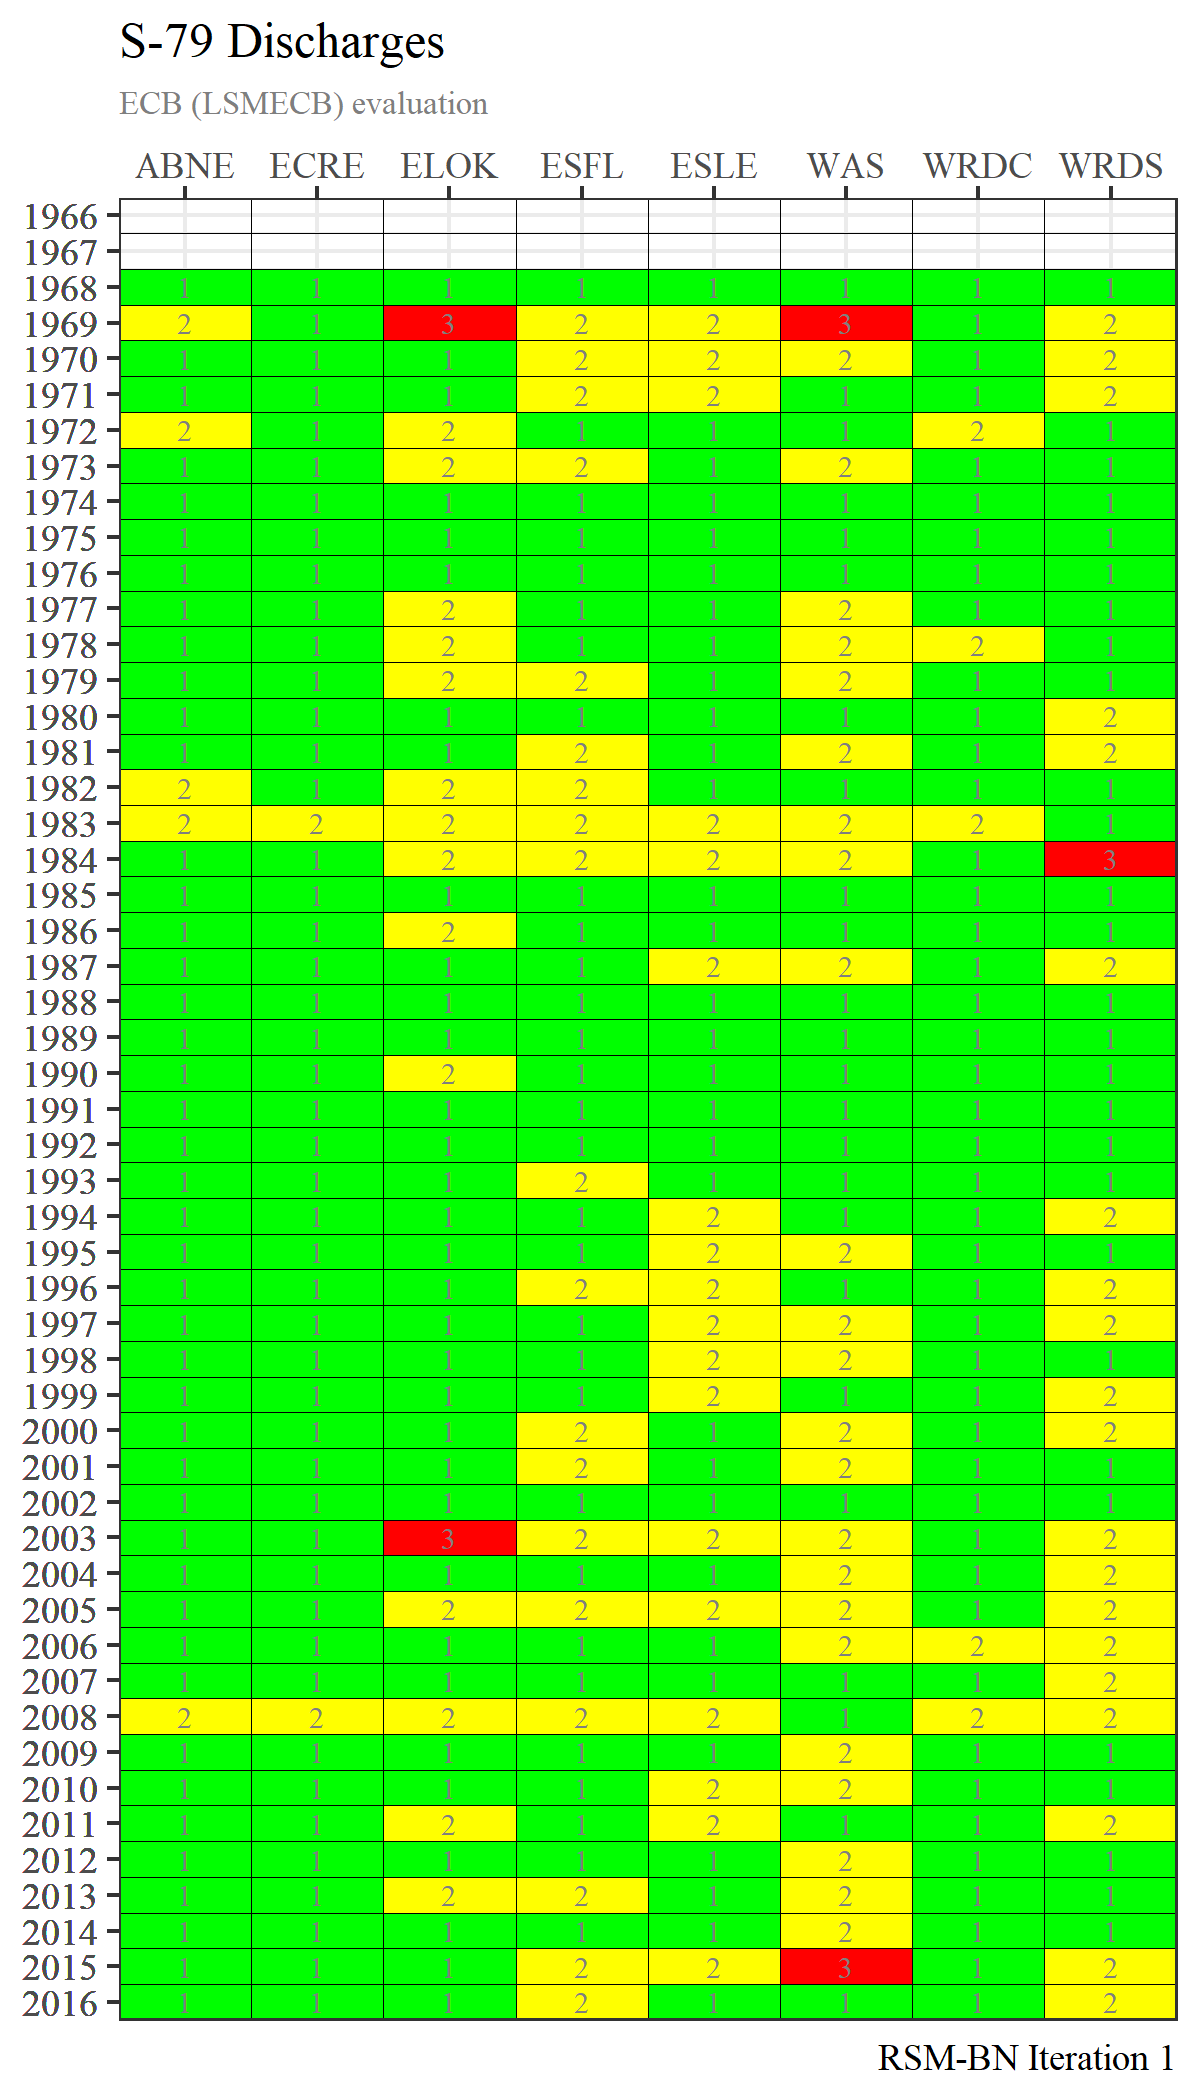 S-79 Discharges
ECB (LSMECB) evaluation
ABNE ECRE ELOK ESFL ESLE WAS WRDC WRDS
1966
1967
1968 1 1 1 1 1 1 1 1
1969 2 1 3 2 2 3 1 2
1970 1 1 1 2 2 2 1 2
1971 1 1 1 2 2 1 1 2
1972 2 1 2 1 1 1 2 1
1973 1 1 2 2 1 2 1 1
1974 1 1 1 1 1 1 1 1
1975 1 1 1 1 1 1 1 1
1976 1 1 1 1 1 1 1 1
1977 1 1 2 1 1 2 1 1
1978 1 1 2 1 1 2 2 1
1979 1 1 2 2 1 2 1 1
1980 1 1 1 1 1 1 1 2
1981 1 1 1 2 1 2 1 2
1982 2 1 2 2 1 1 1 1
1983 2 2 2 2 2 2 2 1
1984 1 1 2 2 2 2 1 3
1985 1 1 1 1 1 1 1 1
1986 1 1 2 1 1 1 1 1
1987 1 1 1 1 2 2 1 2
1988 1 1 1 1 1 1 1 1
1989 1 1 1 1 1 1 1 1
1990 1 1 2 1 1 1 1 1
1991 1 1 1 1 1 1 1 1
1992 1 1 1 1 1 1 1 1
1993 1 1 1 2 1 1 1 1
1994 1 1 1 1 2 1 1 2
1995 1 1 1 1 2 2 1 1
1996 1 1 1 2 2 1 1 2
1997 1 1 1 1 2 2 1 2
1998 1 1 1 1 2 2 1 1
1999 1 1 1 1 2 1 1 2
2000 1 1 1 2 1 2 1 2
2001 1 1 1 2 1 2 1 1
2002 1 1 1 1 1 1 1 1
2003 1 1 3 2 2 2 1 2
2004 1 1 1 1 1 2 1 2
2005 1 1 2 2 2 2 1 2
2006 1 1 1 1 1 2 2 2
2007 1 1 1 1 1 1 1 2
2008 2 2 2 2 2 1 2 2
2009 1 1 1 1 1 2 1 1
2010 1 1 1 1 2 2 1 1
2011 1 1 2 1 2 1 1 2
2012 1 1 1 1 1 2 1 1
2013 1 1 2 2 1 2 1 1
2014 1 1 1 1 1 2 1 1
2015 1 1 1 2 2 3 1 2
2016 1 1 1 2 1 1 1 2
RSM-BN Iteration 1